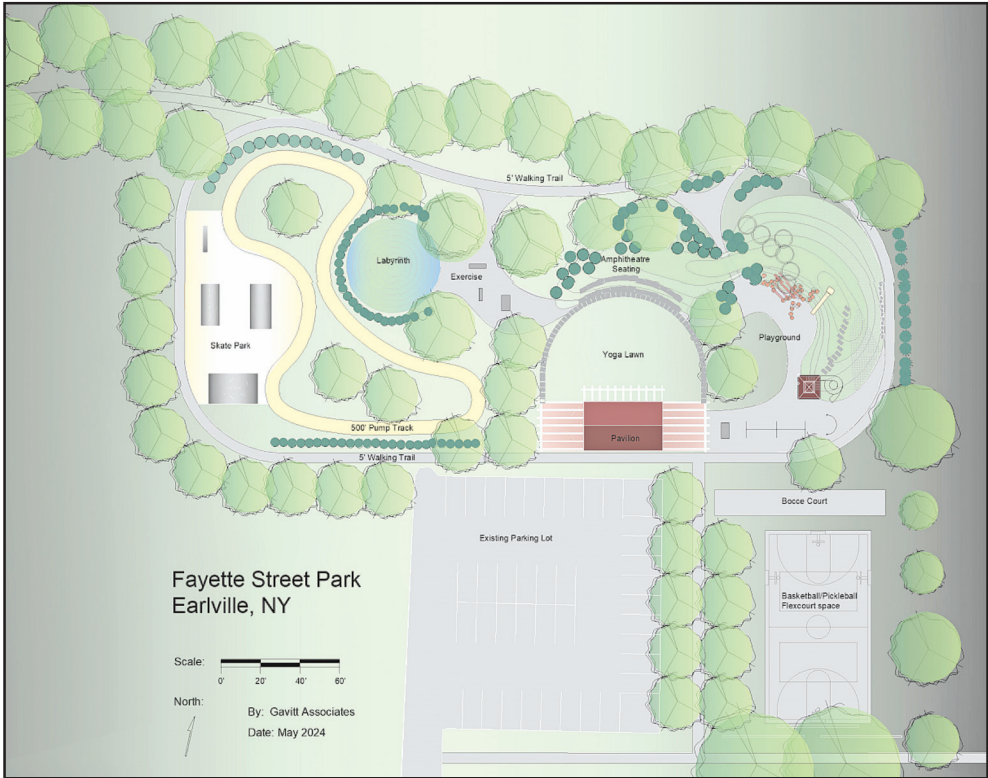 5' Walking Trail
Labyrinth
Exercise
Amphitheatre
Seating
Skate Park
Yoga Lawn
Playground
500' Pump Track
Pavilion
5' Walking Trail
Bocce Court
Existing Parking Lot
Basketball/Pickleball
Flexcourt space
Fayette Street Park
Earlville, NY
Scale:
0' 20' 40' 60'
North:
By: Gavitt Associates
Date: May 2024